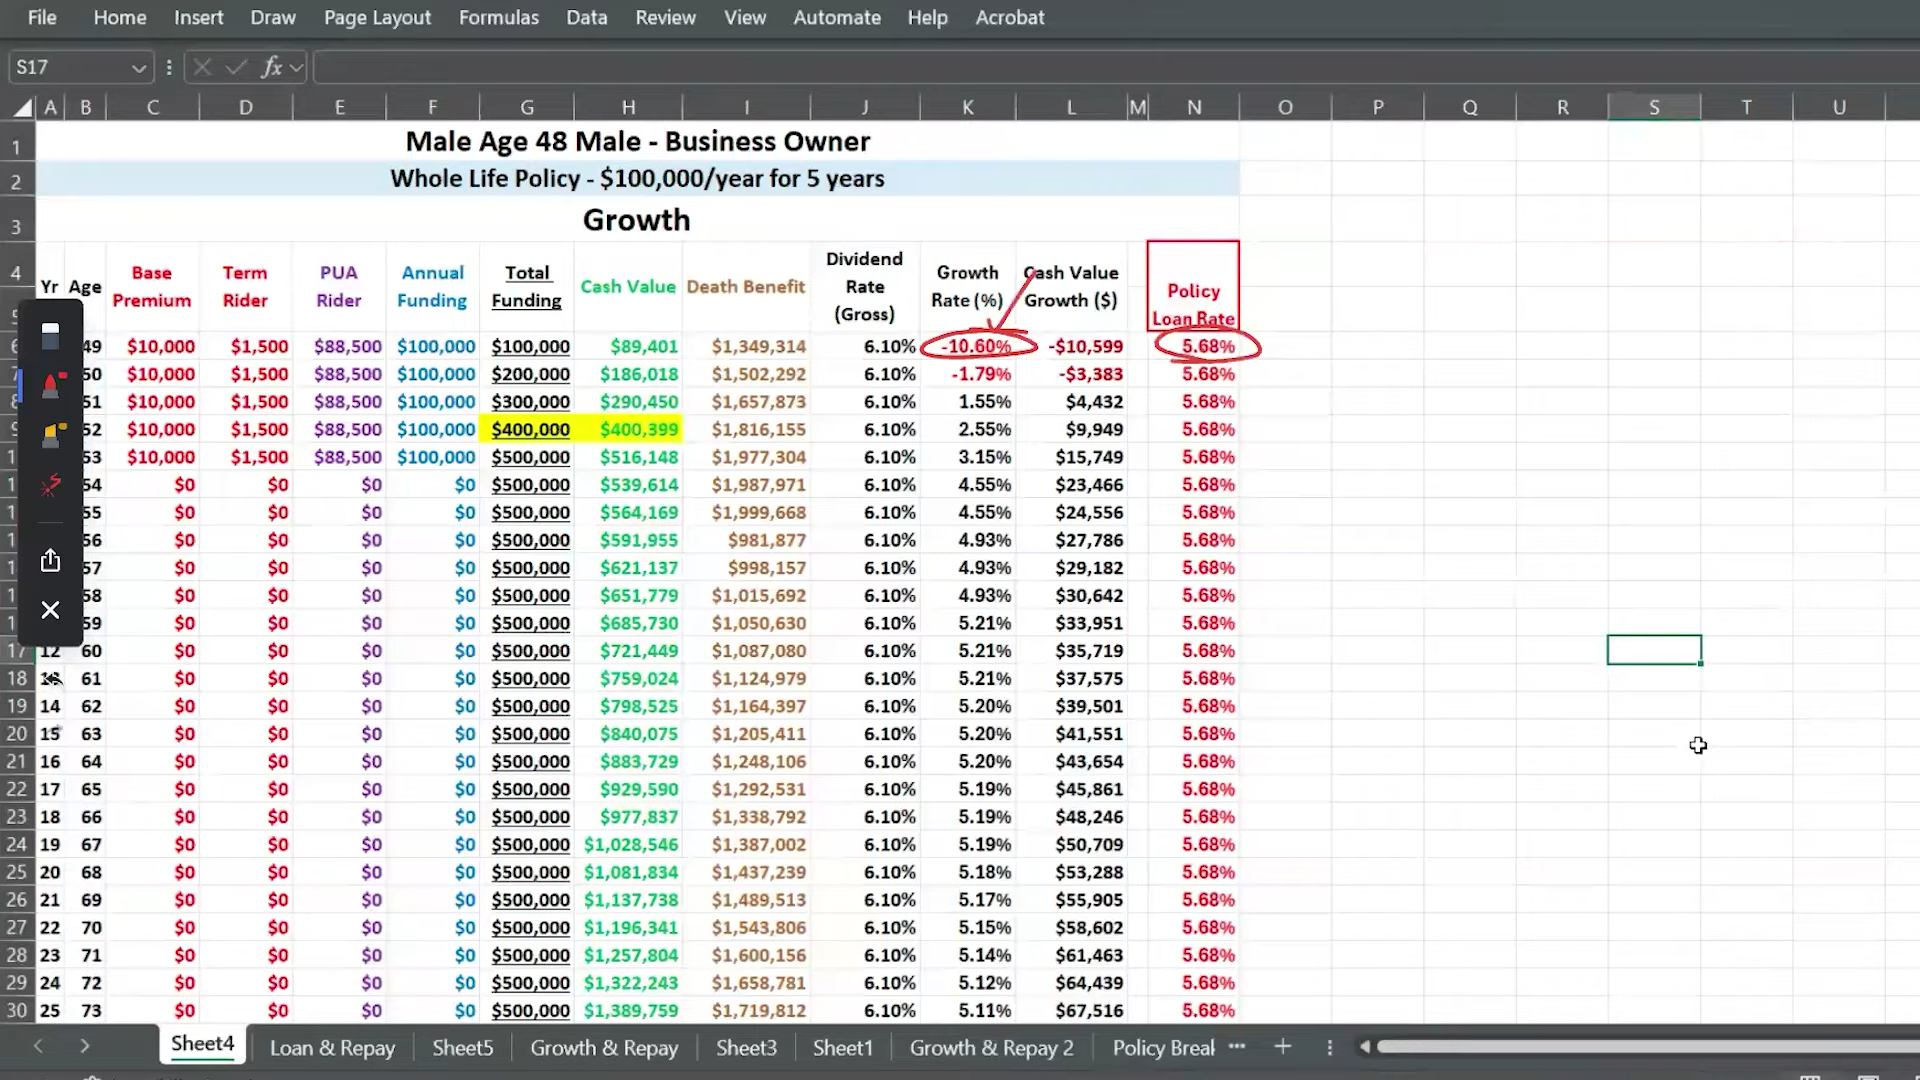 File Home Insert Draw Page Layout Formulas Data Review View Automate Help Acrobat
S17 fx
A B C D E F G H I J K L M N O P Q R S T U
1 Male Age 48 Male - Business Owner
2 Whole Life Policy - $100,000/year for 5 years
3 Growth
4 Yr Age Base Premium Term Rider PUA Rider Annual Funding Total Funding Cash Value Death Benefit Dividend Rate (Gross) Growth Rate (%) Cash Value Growth ($) Policy Loan Rate
49 $10,000 $1,500 $88,500 $100,000 $100,000 $89,401 $1,349,314 6.10% -10.60% -$10,599 5.68%
50 $10,000 $1,500 $88,500 $100,000 $200,000 $186,018 $1,502,292 6.10% -1.79% -$3,383 5.68%
51 $10,000 $1,500 $88,500 $100,000 $300,000 $290,450 $1,657,873 6.10% 1.55% $4,432 5.68%
52 $10,000 $1,500 $88,500 $100,000 $400,000 $400,399 $1,816,155 6.10% 2.55% $9,949 5.68%
53 $10,000 $1,500 $88,500 $100,000 $500,000 $516,148 $1,977,304 6.10% 3.15% $15,749 5.68%
54 $0 $0 $0 $0 $500,000 $539,614 $1,987,971 6.10% 4.55% $23,466 5.68%
55 $0 $0 $0 $0 $500,000 $564,169 $1,999,668 6.10% 4.55% $24,556 5.68%
56 $0 $0 $0 $0 $500,000 $591,955 $981,877 6.10% 4.93% $27,786 5.68%
57 $0 $0 $0 $0 $500,000 $621,137 $998,157 6.10% 4.93% $29,182 5.68%
58 $0 $0 $0 $0 $500,000 $651,779 $1,015,692 6.10% 4.93% $30,642 5.68%
59 $0 $0 $0 $0 $500,000 $685,730 $1,050,630 6.10% 5.21% $33,951 5.68%
17 12 60 $0 $0 $0 $0 $500,000 $721,449 $1,087,080 6.10% 5.21% $35,719 5.68%
18 61 $0 $0 $0 $0 $500,000 $759,024 $1,124,979 6.10% 5.21% $37,575 5.68%
19 14 62 $0 $0 $0 $0 $500,000 $798,525 $1,164,397 6.10% 5.20% $39,501 5.68%
20 15 63 $0 $0 $0 $0 $500,000 $840,075 $1,205,411 6.10% 5.20% $41,551 5.68%
21 16 64 $0 $0 $0 $0 $500,000 $883,729 $1,248,106 6.10% 5.20% $43,654 5.68%
22 17 65 $0 $0 $0 $0 $500,000 $929,590 $1,292,531 6.10% 5.19% $45,861 5.68%
23 18 66 $0 $0 $0 $0 $500,000 $977,837 $1,338,792 6.10% 5.19% $48,246 5.68%
24 19 67 $0 $0 $0 $0 $500,000 $1,028,546 $1,387,002 6.10% 5.19% $50,709 5.68%
25 20 68 $0 $0 $0 $0 $500,000 $1,081,834 $1,437,239 6.10% 5.18% $53,288 5.68%
26 21 69 $0 $0 $0 $0 $500,000 $1,137,738 $1,489,513 6.10% 5.17% $55,905 5.68%
27 22 70 $0 $0 $0 $0 $500,000 $1,196,341 $1,543,806 6.10% 5.15% $58,602 5.68%
28 23 71 $0 $0 $0 $0 $500,000 $1,257,804 $1,600,156 6.10% 5.14% $61,463 5.68%
29 24 72 $0 $0 $0 $0 $500,000 $1,322,243 $1,658,781 6.10% 5.12% $64,439 5.68%
30 25 73 $0 $0 $0 $0 $500,000 $1,389,759 $1,719,812 6.10% 5.11% $67,516 5.68%
Sheet4 Loan & Repay Sheet5 Growth & Repay Sheet3 Sheet1 Growth & Repay 2 Policy Break